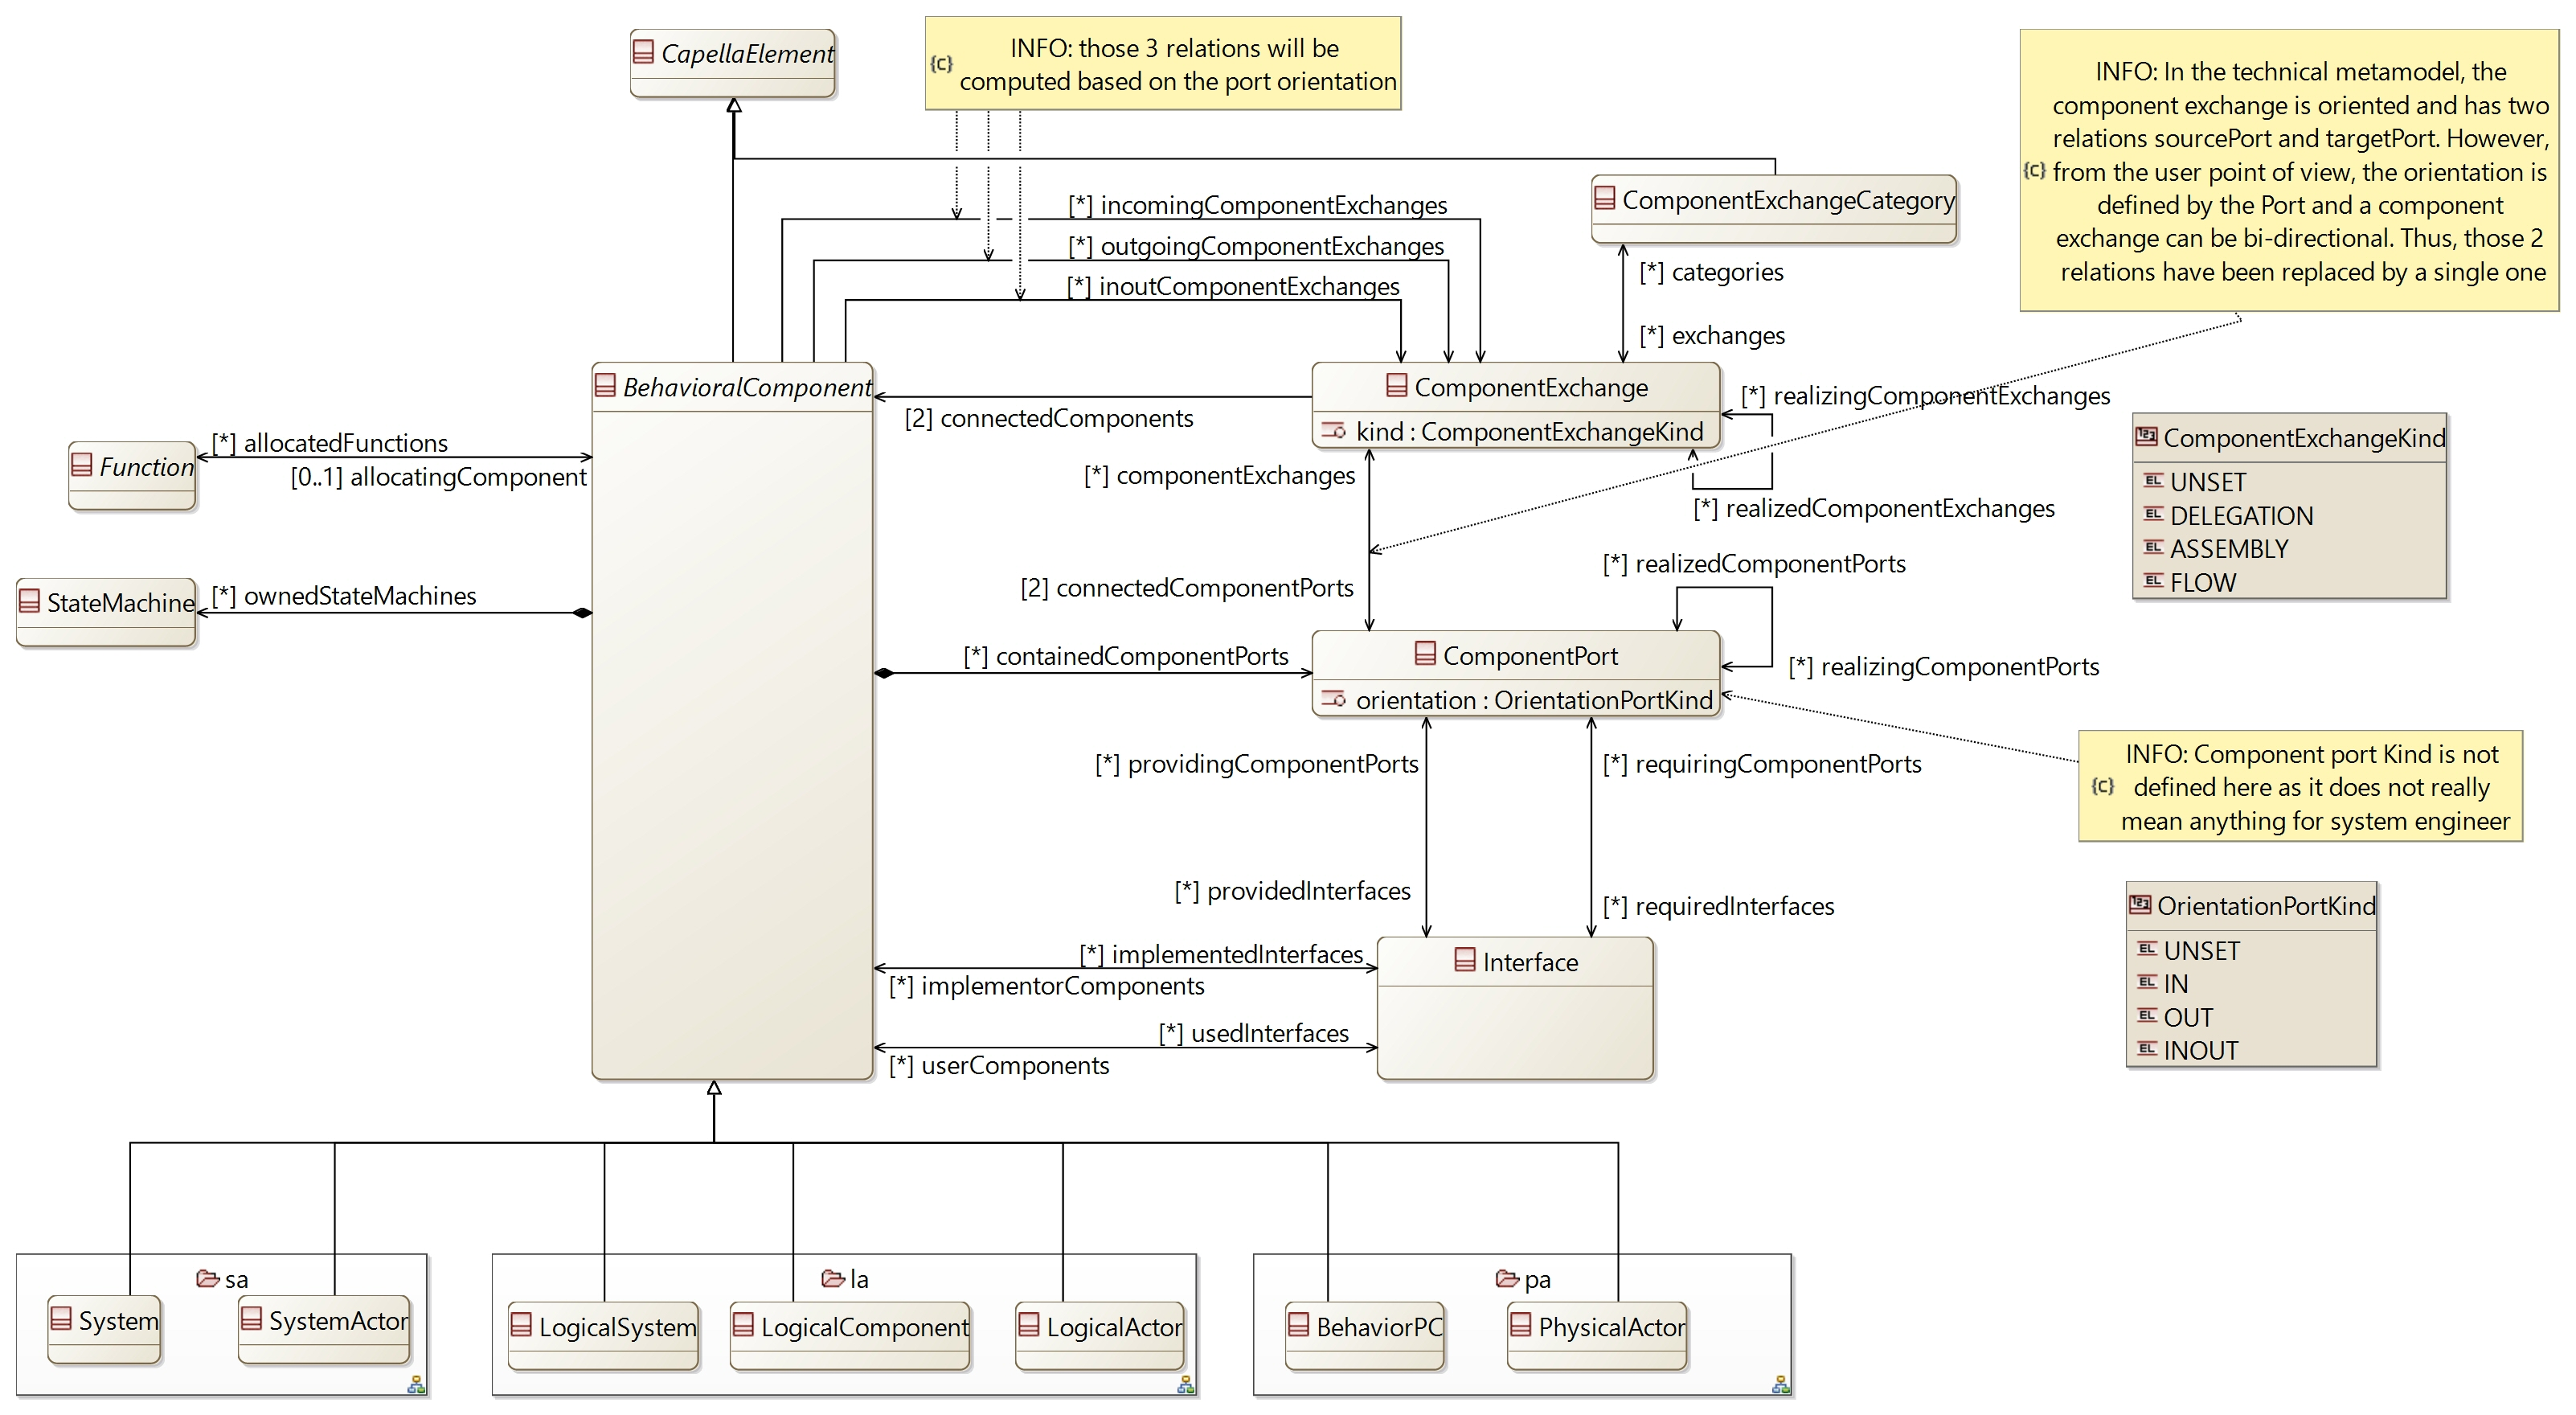 CapellaElement
INFO: those 3 relations will be
computed based on the port orientation
INFO: In the technical metamodel, the
component exchange is oriented and has two
relations sourcePort and targetPort. However,
from the user point of view, the orientation is
defined by the Port and a component
exchange can be bi-directional. Thus, those 2
relations have been replaced by a single one
ComponentExchangeCategory
[*] incomingComponentExchanges
[*] outgoingComponentExchanges
[*] inoutComponentExchanges
[*] categories
[*] exchanges
BehavioralComponent
ComponentExchange
kind : ComponentExchangeKind
[2] connectedComponents
[*] realizingComponentExchanges
[*] realizedComponentExchanges
ComponentExchangeKind
UNSET
DELEGATION
ASSEMBLY
FLOW
Function
[*] allocatedFunctions
[0..1] allocatingComponent
[*] componentExchanges
[2] connectedComponentPorts
StateMachine
[*] ownedStateMachines
[*] realizedComponentPorts
[*] containedComponentPorts
ComponentPort
orientation : OrientationPortKind
[*] realizingComponentPorts
INFO: Component port Kind is not
defined here as it does not really
mean anything for system engineer
[*] providingComponentPorts
[*] requiringComponentPorts
[*] providedInterfaces
[*] requiredInterfaces
OrientationPortKind
UNSET
IN
OUT
INOUT
[*] implementedInterfaces
[*] implementorComponents
Interface
[*] usedInterfaces
[*] userComponents
sa
System
SystemActor
la
LogicalSystem
LogicalComponent
LogicalActor
pa
BehaviorPC
PhysicalActor